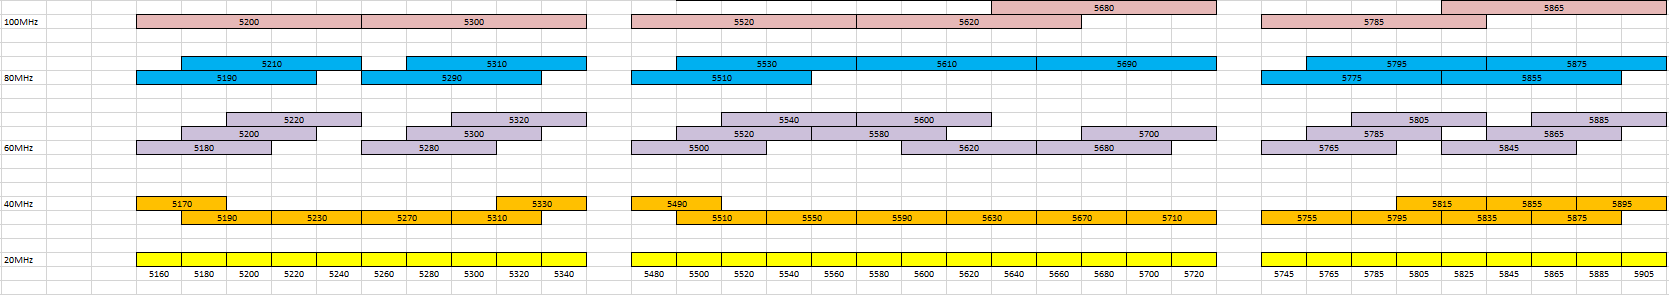 5680 5865
100MHz 5200 5300 5520 5620 5785
5210 5310 5530 5610 5690 5795 5875
80MHz 5190 5290 5510 5775 5855
5220 5320 5540 5600 5805 5885
5200 5300 5520 5580 5700 5785 5865
60MHz 5180 5280 5500 5620 5680 5765 5845
40MHz 5170 5330 5490 5815 5855 5895
5190 5230 5270 5310 5510 5550 5590 5630 5670 5710 5755 5795 5835 5875
20MHz
5160 5180 5200 5220 5240 5260 5280 5300 5320 5340 5480 5500 5520 5540 5560 5580 5600 5620 5640 5660 5680 5700 5720 5745 5765 5785 5805 5825 5845 5865 5885 5905